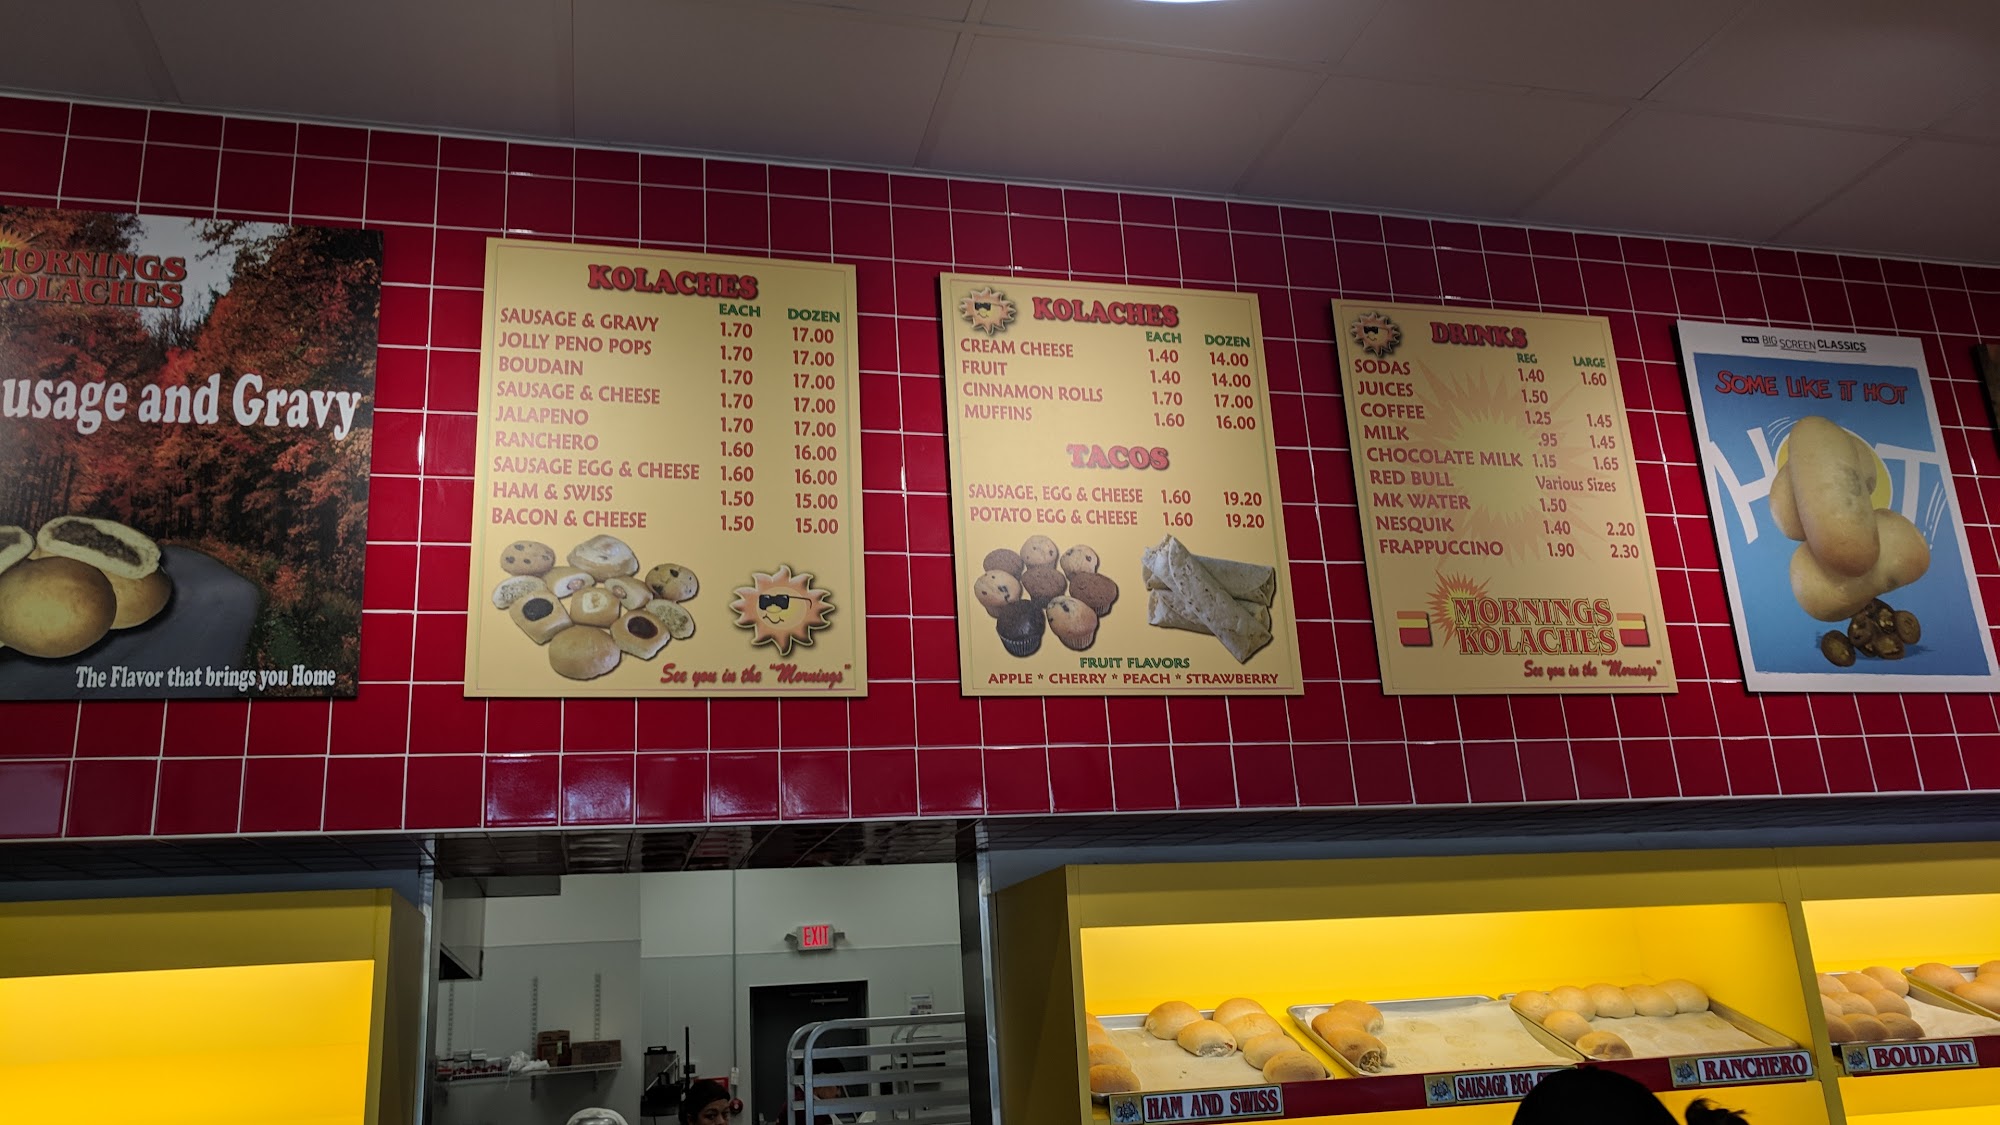 MORNINGS
KOLACHES
usage and Gravy
The Flavor that brings you Home
KOLACHES
EACH DOZEN
SAUSAGE & GRAVY 1.70 17.00
JOLLY PENO POPS 1.70 17.00
BOUDAIN 1.70 17.00
SAUSAGE & CHEESE 1.70 17.00
JALAPENO 1.70 17.00
RANCHERO 1.60 16.00
SAUSAGE EGG & CHEESE 1.60 16.00
HAM & SWISS 1.50 15.00
BACON & CHEESE 1.50 15.00
See you in the "Mornings"
KOLACHES
EACH DOZEN
CREAM CHEESE 1.40 14.00
FRUIT 1.40 14.00
CINNAMON ROLLS 1.70 17.00
MUFFINS 1.60 16.00
TACOS
SAUSAGE, EGG & CHEESE 1.60 19.20
POTATO EGG & CHEESE 1.60 19.20
FRUIT FLAVORS
APPLE * CHERRY * PEACH * STRAWBERRY
DRINKS
REG LARGE
SODAS 1.40 1.60
JUICES 1.50
COFFEE 1.25 1.45
MILK .95 1.45
CHOCOLATE MILK 1.15 1.65
RED BULL Various Sizes
MK WATER 1.50
NESQUIK 1.40 2.20
FRAPPUCCINO 1.90 2.30
MORNINGS
KOLACHES
See you in the "Mornings"
BIG SCREEN CLASSICS
SOME LIKE IT HOT
HOT
EXIT
HAM AND SWISS
SAUSAGE EGG
RANCHERO
BOUDAIN